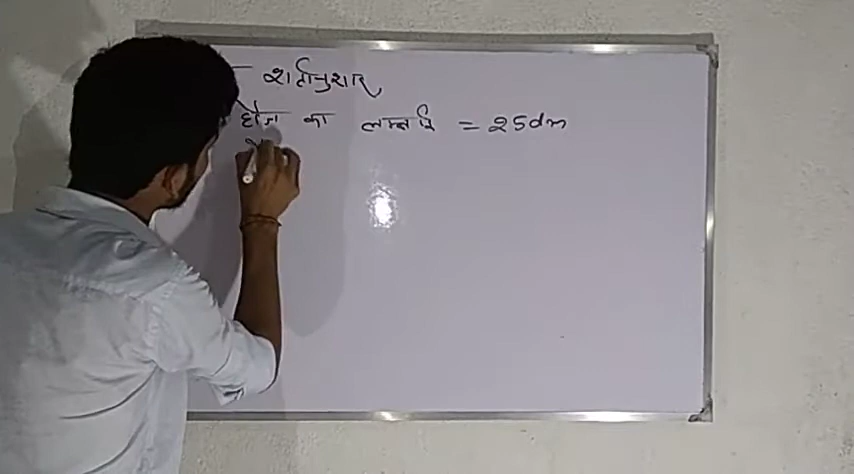 शर्तानुशार,
हौज का लम्बाई = 25dm